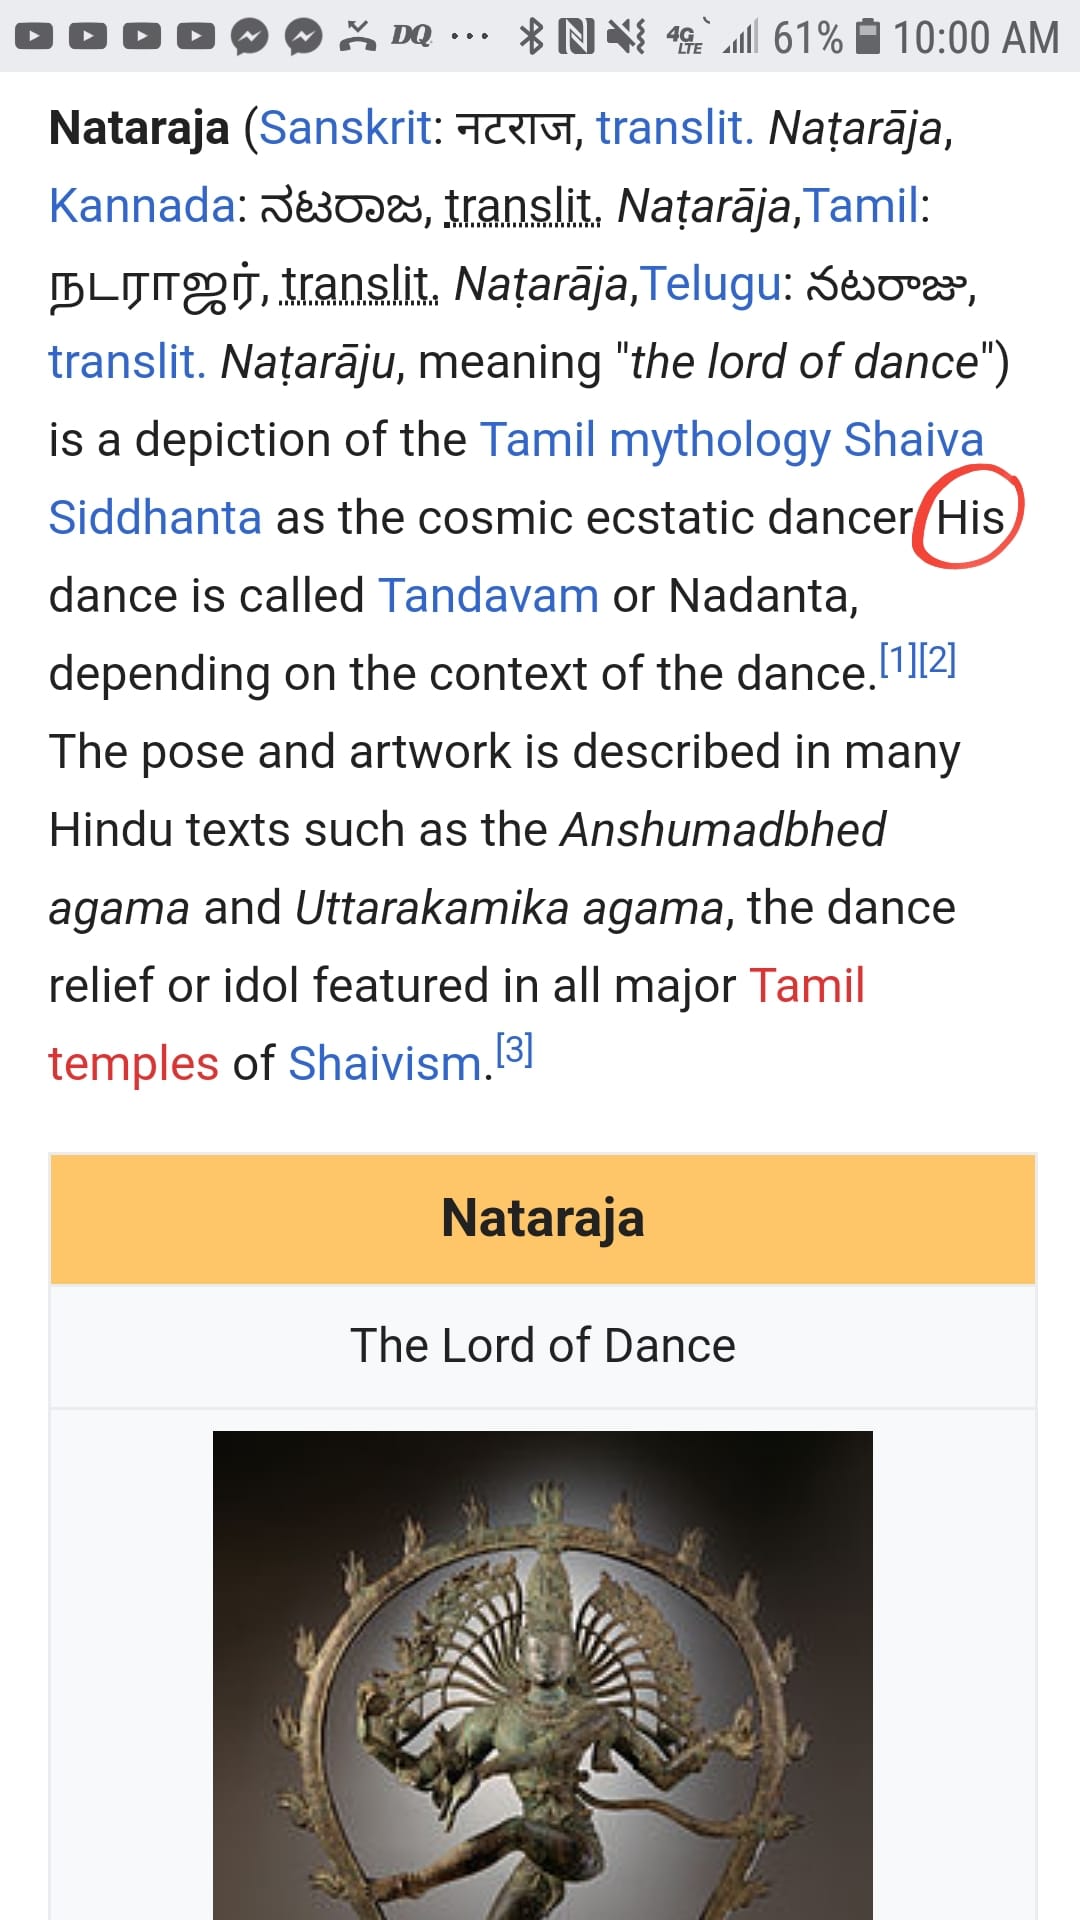 DQ ... 4G LTE 61% 10:00 AM
Nataraja (Sanskrit: नटराज, translit. Naṭarāja,
Kannada: ನಟರಾಜ, translit. Naṭarāja,Tamil:
நடராஜர், translit. Naṭarāja,Telugu: నటరాజు,
translit. Naṭarāju, meaning "the lord of dance")
is a depiction of the Tamil mythology Shaiva
Siddhanta as the cosmic ecstatic dancer His
dance is called Tandavam or Nadanta,
depending on the context of the dance.[1][2]
The pose and artwork is described in many
Hindu texts such as the Anshumadbhed
agama and Uttarakamika agama, the dance
relief or idol featured in all major Tamil
temples of Shaivism.[3]
Nataraja
The Lord of Dance